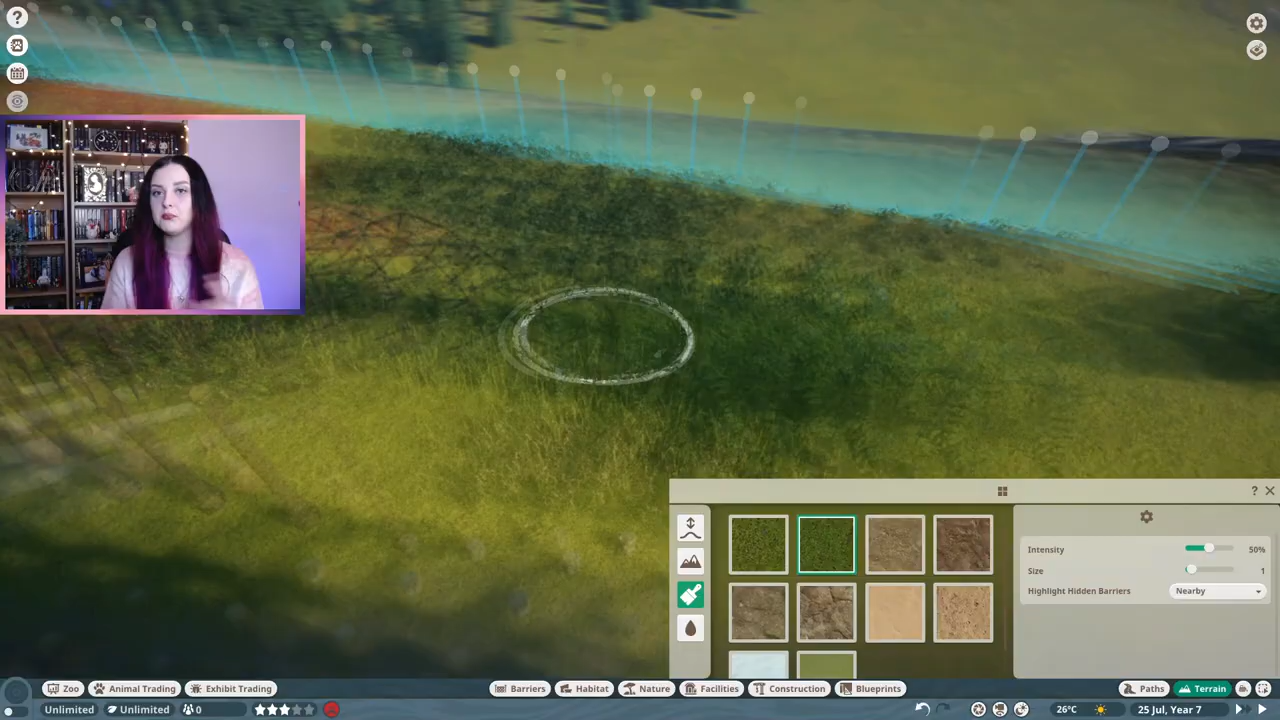 ?
? ×
Intensity 50%
Size 1
Highlight Hidden Barriers Nearby
Zoo Animal Trading Exhibit Trading Barriers Habitat Nature Facilities Construction Blueprints Paths Terrain
Unlimited Unlimited 0 26°C 25 Jul, Year 7